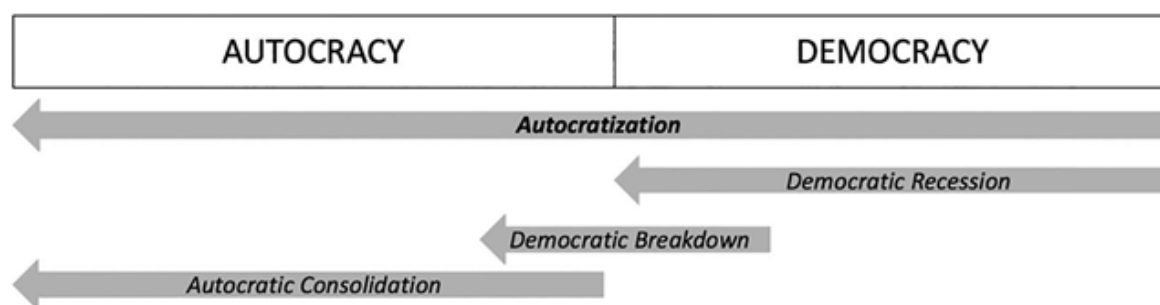 AUTOCRACY DEMOCRACY
Autocratization
Democratic Recession
Democratic Breakdown
Autocratic Consolidation